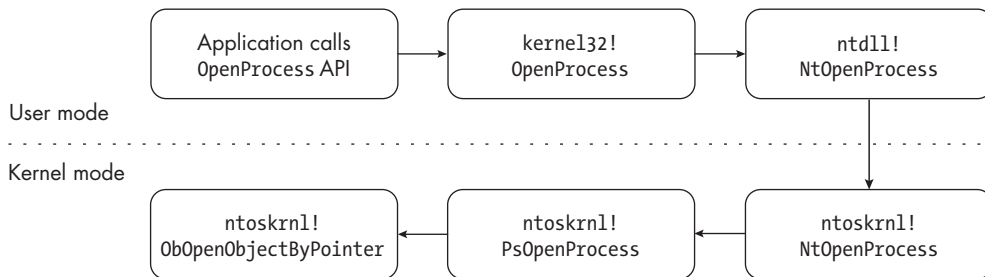 Application calls
OpenProcess API
kernel32!
OpenProcess
ntdll!
NtOpenProcess
User mode
Kernel mode
ntoskrnl!
ObOpenObjectByPointer
ntoskrnl!
PsOpenProcess
ntoskrnl!
NtOpenProcess